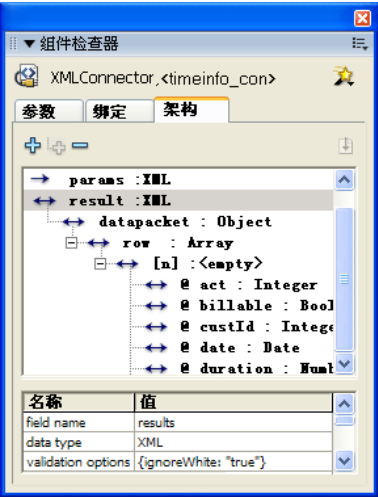 组件检查器
XMLConnector,<timeinfo_con>
参数 绑定 架构
params :XML
result :XML
datapacket : Object
row : Array
[n] :<empty>
@ act : Integer
@ billable : Bool
@ custId : Intege
@ date : Date
@ duration : Numb
名称 值
field name results
data type XML
validation options {ignoreWhite: "true"}